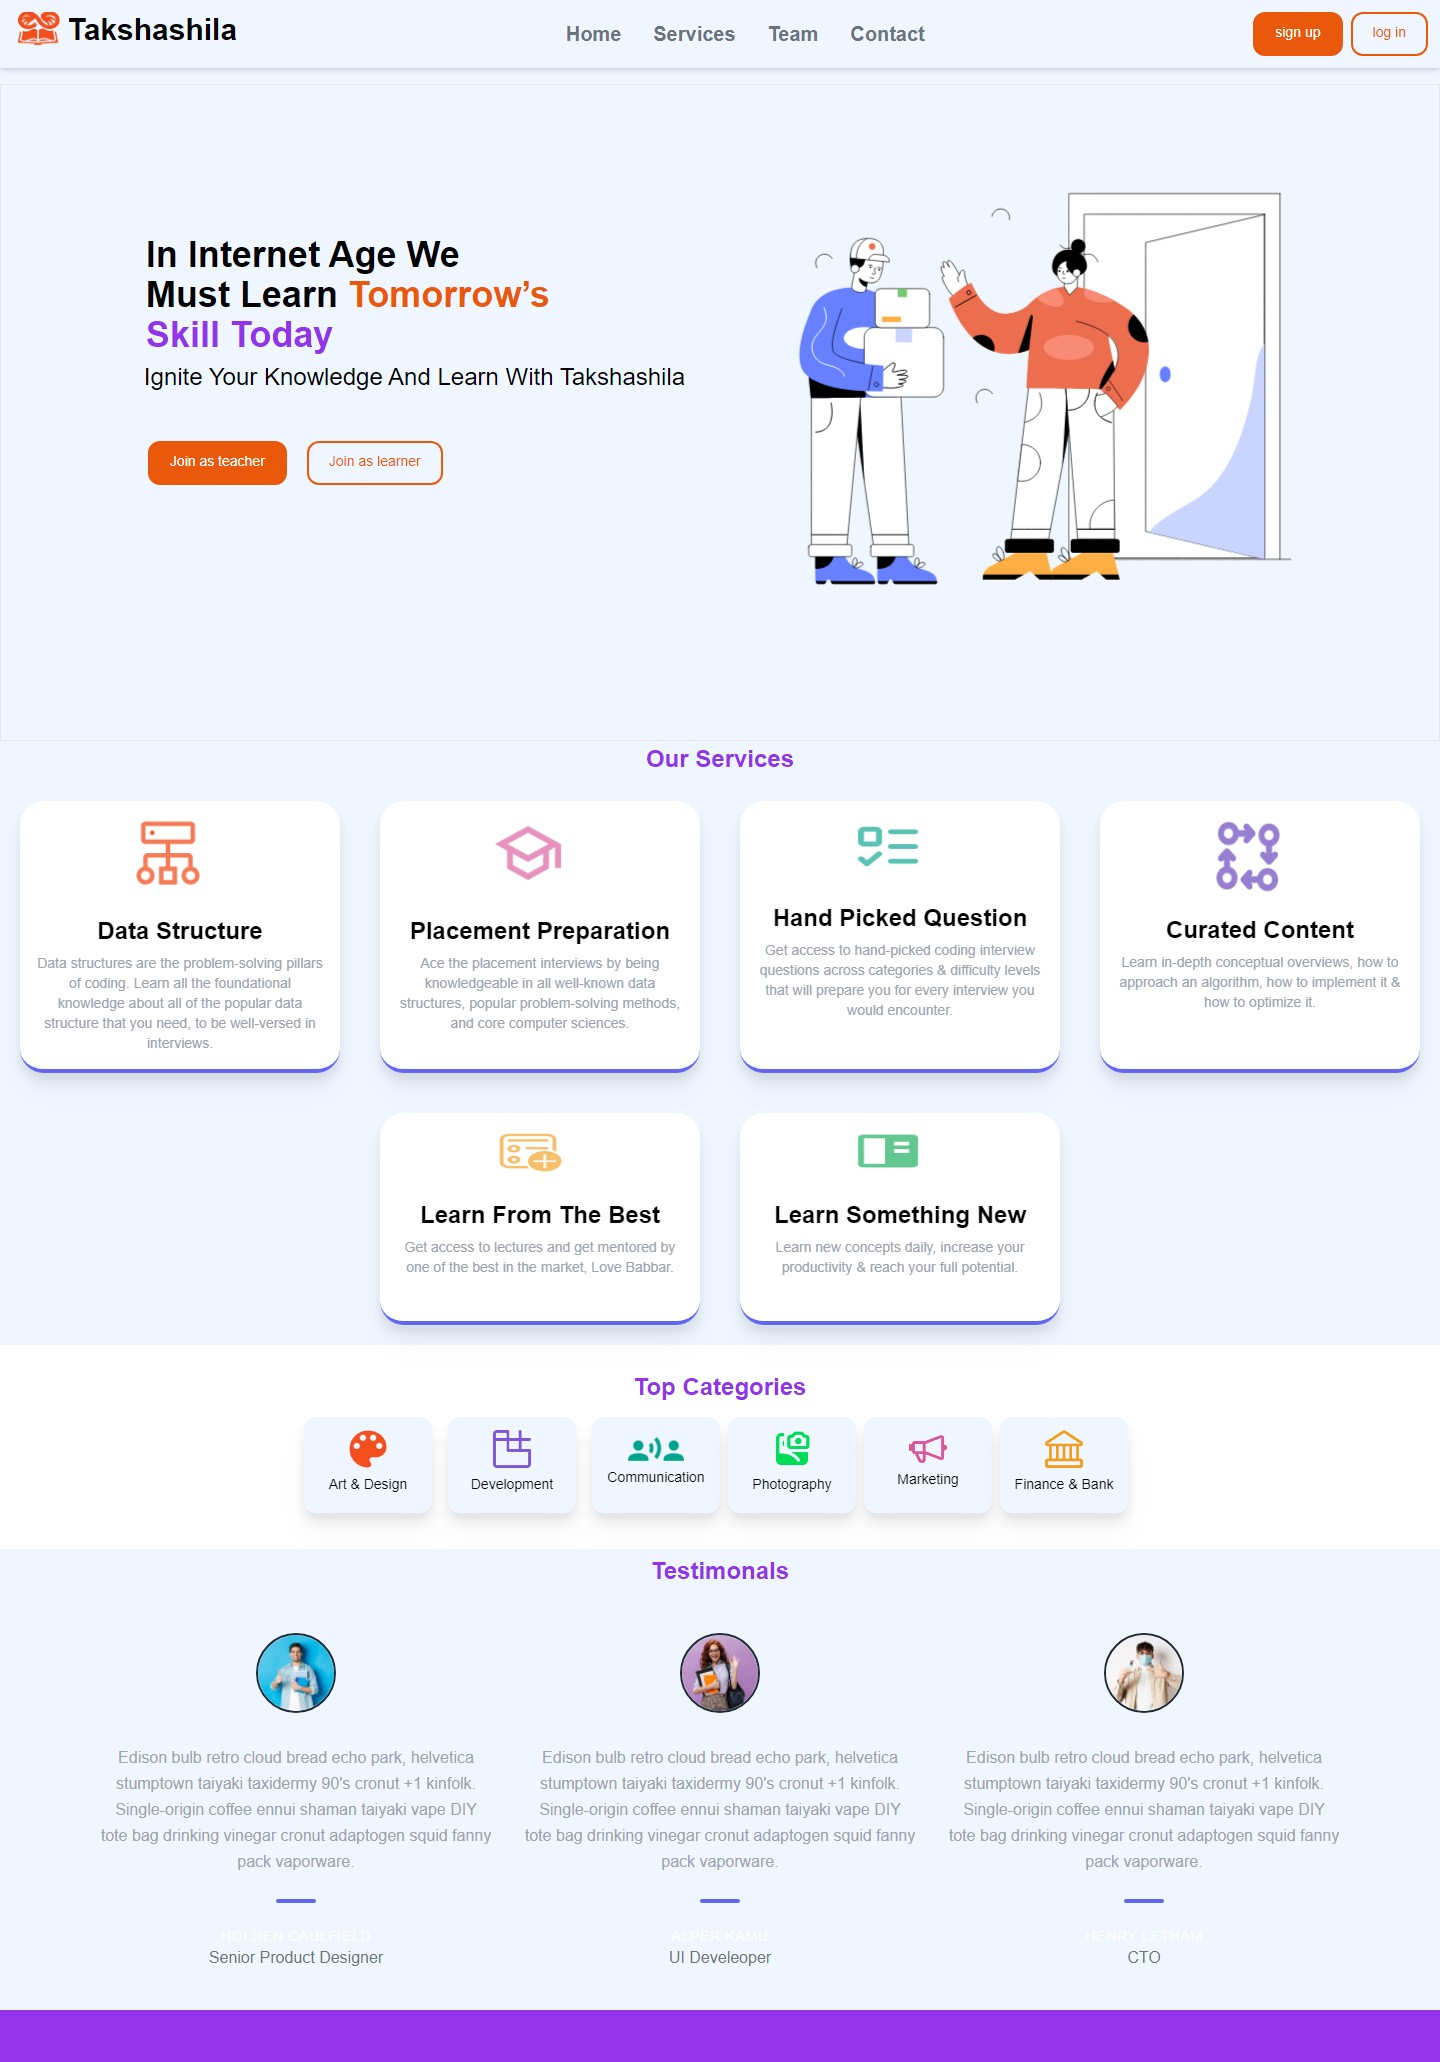 Takshashila
Home Services Team Contact
sign up
log in
In Internet Age We
Must Learn Tomorrow’s
Skill Today
Ignite Your Knowledge And Learn With Takshashila
Join as teacher
Join as learner
Our Services
Data Structure
Data structures are the problem-solving pillars
of coding. Learn all the foundational
knowledge about all of the popular data
structure that you need, to be well-versed in
interviews.
Placement Preparation
Ace the placement interviews by being
knowledgeable in all well-known data
structures, popular problem-solving methods,
and core computer sciences.
Hand Picked Question
Get access to hand-picked coding interview
questions across categories & difficulty levels
that will prepare you for every interview you
would encounter.
Curated Content
Learn in-depth conceptual overviews, how to
approach an algorithm, how to implement it &
how to optimize it.
Learn From The Best
Get access to lectures and get mentored by
one of the best in the market, Love Babbar.
Learn Something New
Learn new concepts daily, increase your
productivity & reach your full potential.
Top Categories
Art & Design
Development
Communication
Photography
Marketing
Finance & Bank
Testimonals
Edison bulb retro cloud bread echo park, helvetica
stumptown taiyaki taxidermy 90's cronut +1 kinfolk.
Single-origin coffee ennui shaman taiyaki vape DIY
tote bag drinking vinegar cronut adaptogen squid fanny
pack vaporware.
HOLDEN CAULFIELD
Senior Product Designer
Edison bulb retro cloud bread echo park, helvetica
stumptown taiyaki taxidermy 90's cronut +1 kinfolk.
Single-origin coffee ennui shaman taiyaki vape DIY
tote bag drinking vinegar cronut adaptogen squid fanny
pack vaporware.
ALPER KAMU
UI Develeoper
Edison bulb retro cloud bread echo park, helvetica
stumptown taiyaki taxidermy 90's cronut +1 kinfolk.
Single-origin coffee ennui shaman taiyaki vape DIY
tote bag drinking vinegar cronut adaptogen squid fanny
pack vaporware.
HENRY LETHAM
CTO